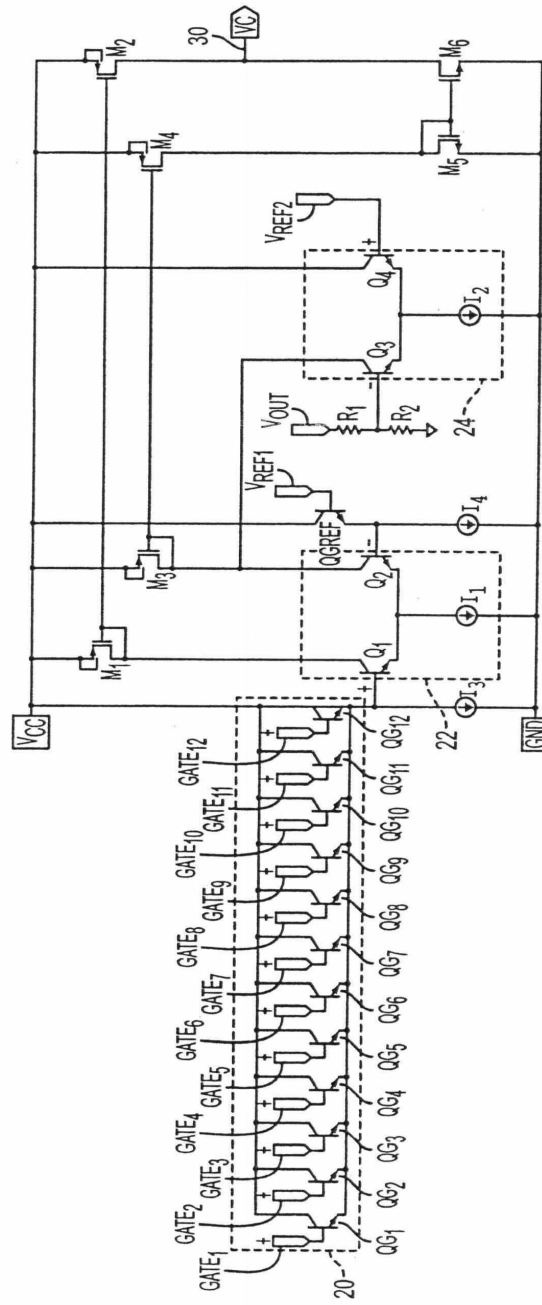 VCC
GND
GATE1
GATE2
GATE3
GATE4
GATE5
GATE6
GATE7
GATE8
GATE9
GATE10
GATE11
GATE12
+
+
+
+
+
+
+
+
+
+
+
+
QG1
QG2
QG3
QG4
QG5
QG6
QG7
QG8
QG9
QG10
QG11
QG12
20
M1
M3
M4
M2
30
VC
VREF1
QGREF
+
Q1
Q2
-
I3
I1
I4
22
VOUT
R1
R2
-
Q3
Q4
+
VREF2
I2
24
M5
M6